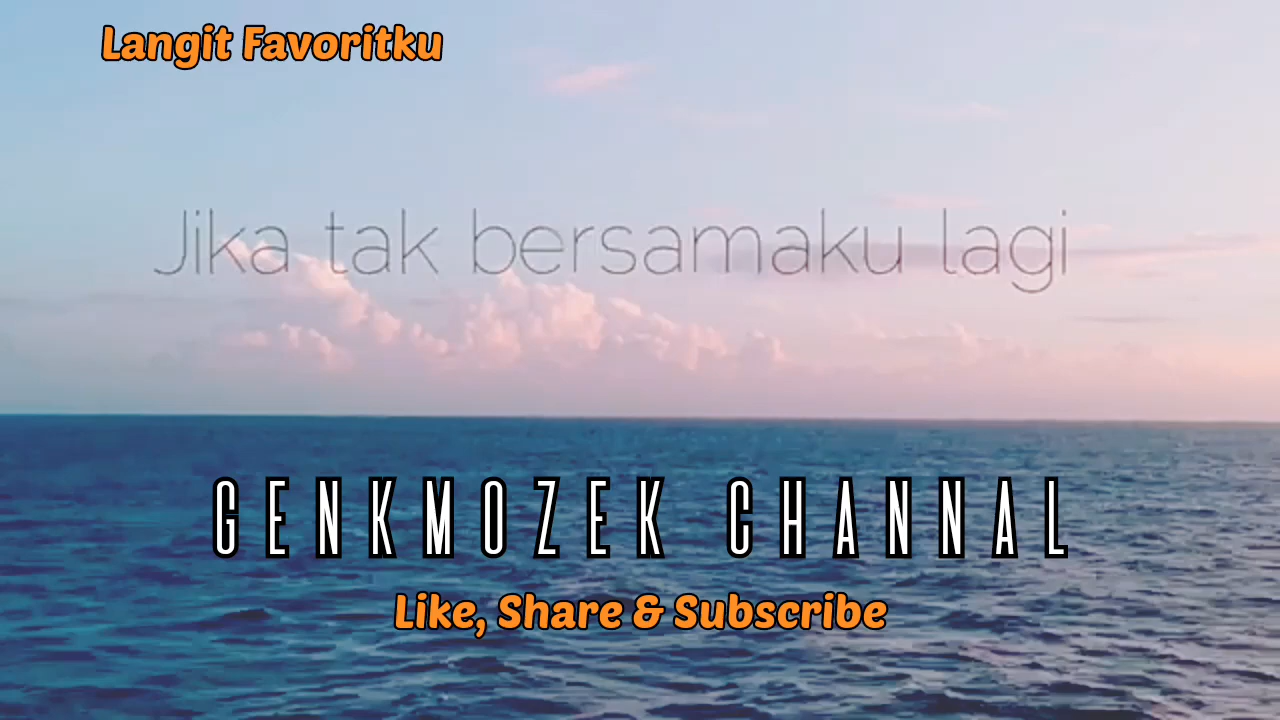 Langit Favoritku
Jika tak bersamaku lagi
GENKMOZEK CHANNAL
Like, Share & Subscribe